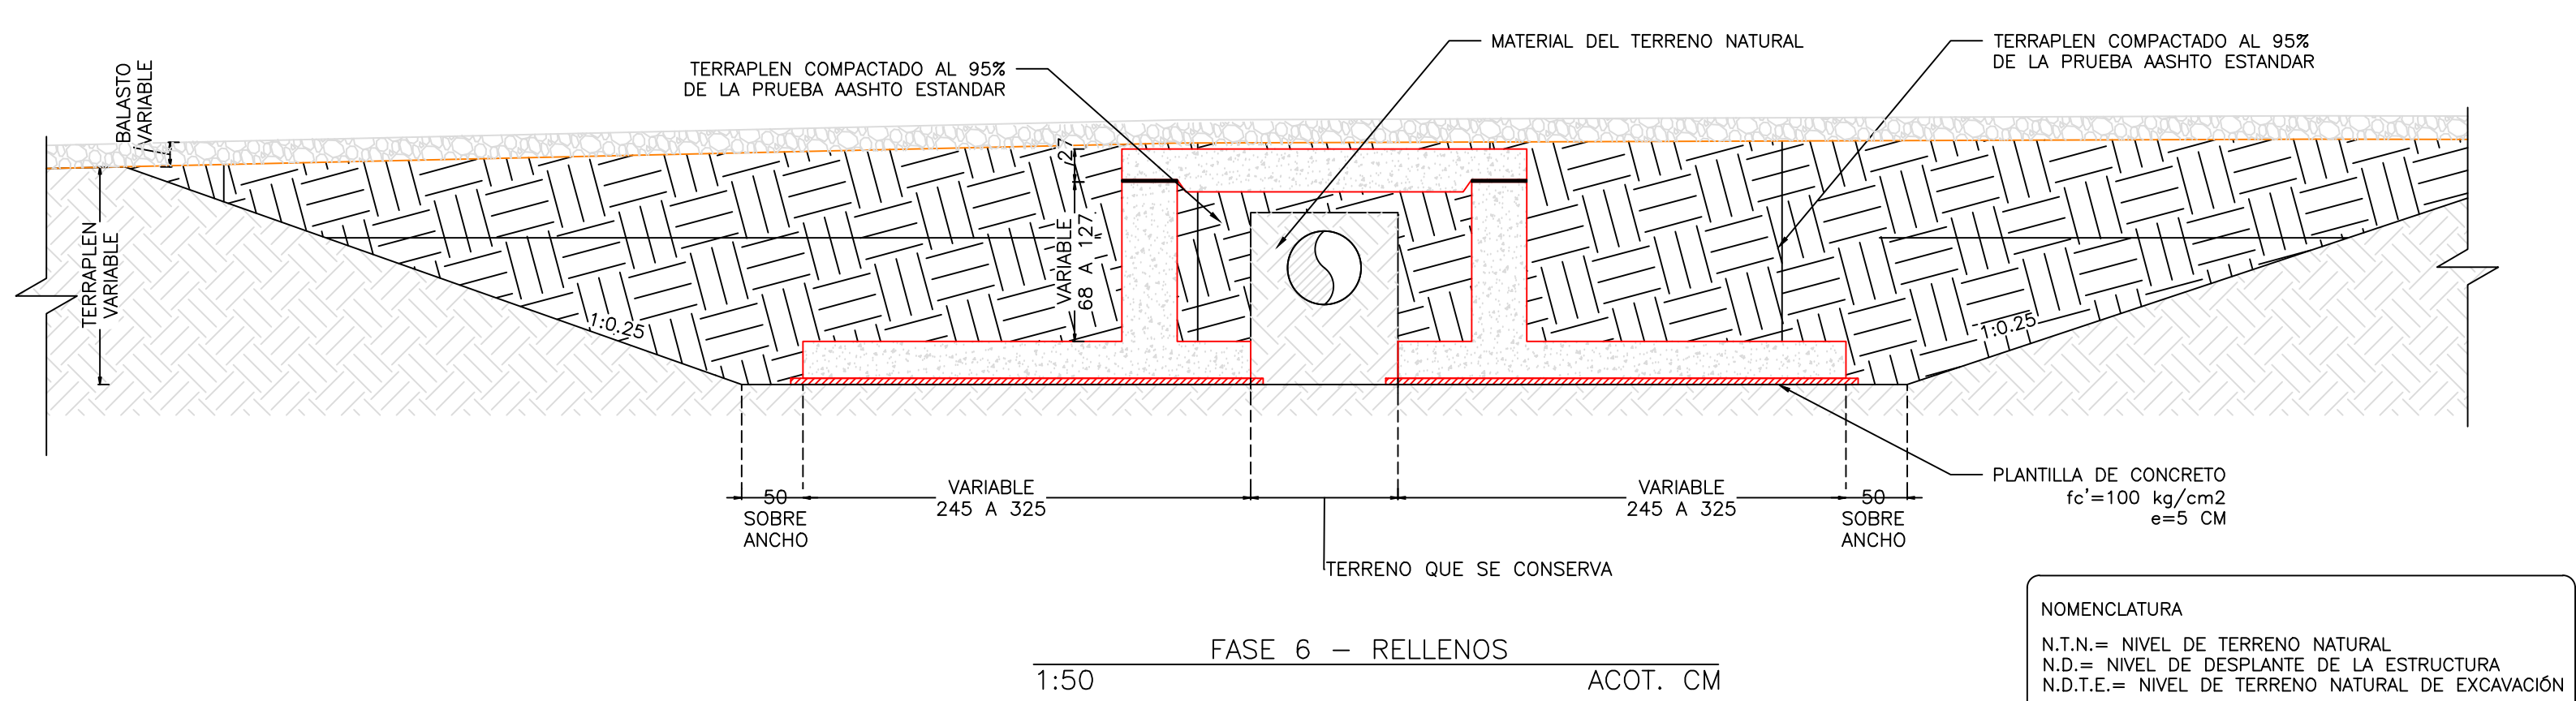 MATERIAL DEL TERRENO NATURAL
TERRAPLEN COMPACTADO AL 95%
DE LA PRUEBA AASHTO ESTANDAR
TERRAPLEN COMPACTADO AL 95%
DE LA PRUEBA AASHTO ESTANDAR
BALASTO
VARIABLE
27
TERRAPLEN
VARIABLE
VARIABLE
68 A 127
1:0.25
1:0.25
50
SOBRE
ANCHO
VARIABLE
245 A 325
VARIABLE
245 A 325
50
SOBRE
ANCHO
PLANTILLA DE CONCRETO
fc'=100 kg/cm2
e=5 CM
TERRENO QUE SE CONSERVA
FASE 6 - RELLENOS
1:50 ACOT. CM
NOMENCLATURA
N.T.N.= NIVEL DE TERRENO NATURAL
N.D.= NIVEL DE DESPLANTE DE LA ESTRUCTURA
N.D.T.E.= NIVEL DE TERRENO NATURAL DE EXCAVACIÓN